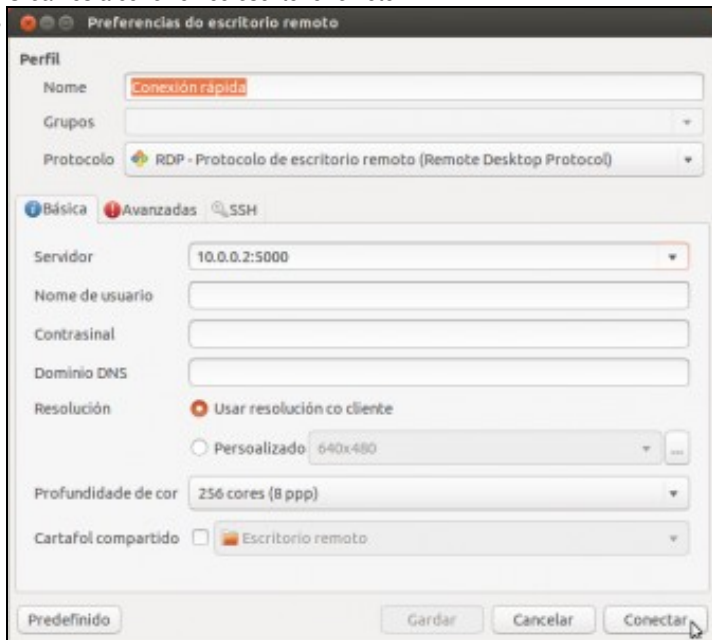 Preferencias do escritorio remoto
Perfil
Nome Conexión rápida
Grupos
Protocolo RDP - Protocolo de escritorio remoto (Remote Desktop Protocol)
Básica Avanzadas SSH
Servidor 10.0.0.2:5000
Nome de usuario
Contrasinal
Dominio DNS
Resolución Usar resolución co cliente
Persoalizado 640x480 ...
Profundidade de cor 256 cores (8 ppp)
Cartafol compartido Escritorio remoto
Predefinido Gardar Cancelar Conectar